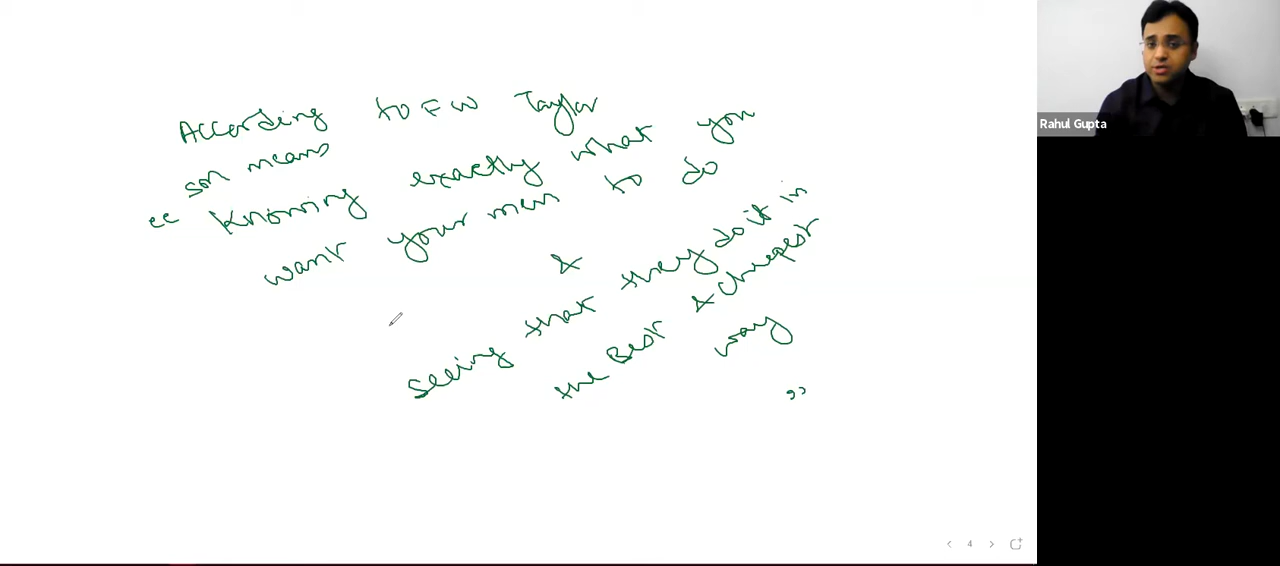 According to F W Taylor
som means
"Knowing exactly what you
want your men to do
&
seeing that they do it in
the Best & cheapest
way
"
Rahul Gupta
4